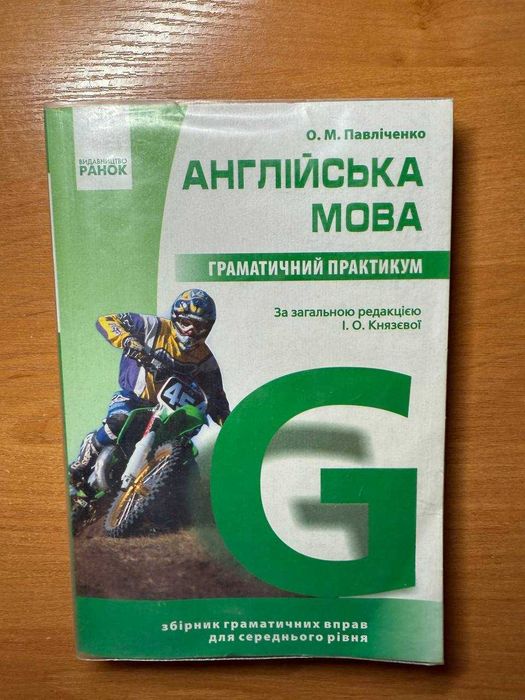 О. М. Павліченко
ВИДАВНИЦТВО
РАНОК
АНГЛІЙСЬКА
МОВА
ГРАМАТИЧНИЙ ПРАКТИКУМ
За загальною редакцією
І. О. Князєвої
45
G
збірник граматичних вправ
для середнього рівня